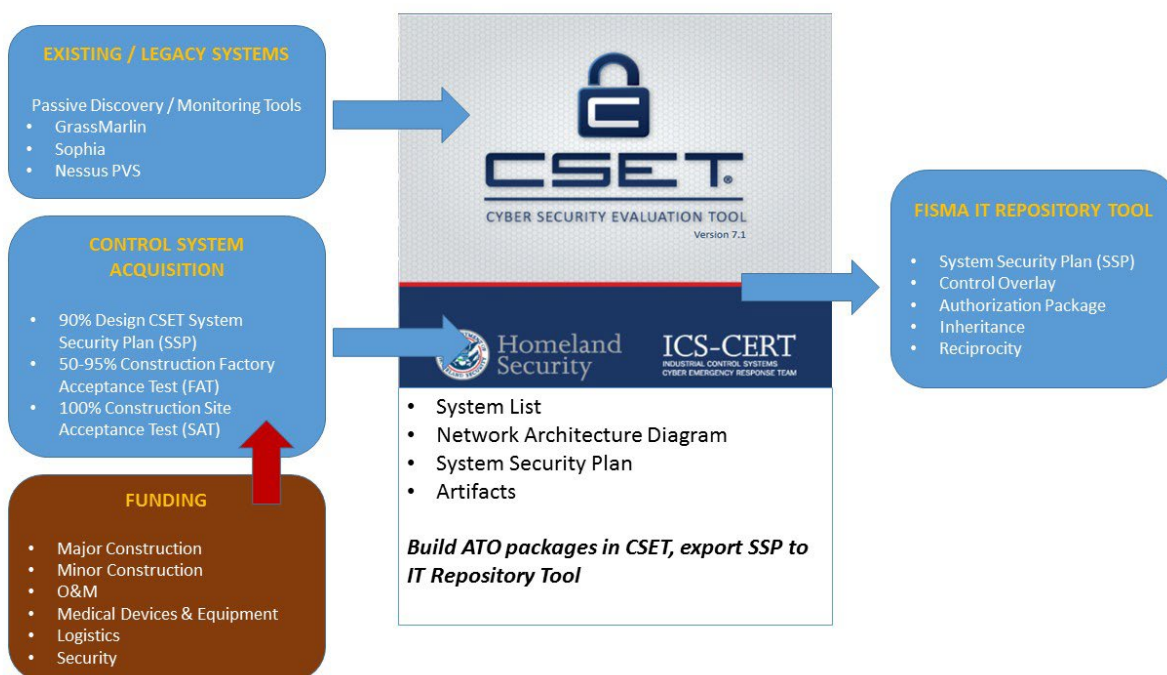 EXISTING / LEGACY SYSTEMS
Passive Discovery / Monitoring Tools
• GrassMarlin
• Sophia
• Nessus PVS
CONTROL SYSTEM
ACQUISITION
• 90% Design CSET System
Security Plan (SSP)
• 50-95% Construction Factory
Acceptance Test (FAT)
• 100% Construction Site
Acceptance Test (SAT)
FUNDING
• Major Construction
• Minor Construction
• O&M
• Medical Devices & Equipment
• Logistics
• Security
C
CSET®
CYBER SECURITY EVALUATION TOOL
Version 7.1
Homeland
Security
ICS-CERT
INDUSTRIAL CONTROL SYSTEMS
CYBER EMERGENCY RESPONSE TEAM
• System List
• Network Architecture Diagram
• System Security Plan
• Artifacts
Build ATO packages in CSET, export SSP to
IT Repository Tool
FISMA IT REPOSITORY TOOL
• System Security Plan (SSP)
• Control Overlay
• Authorization Package
• Inheritance
• Reciprocity